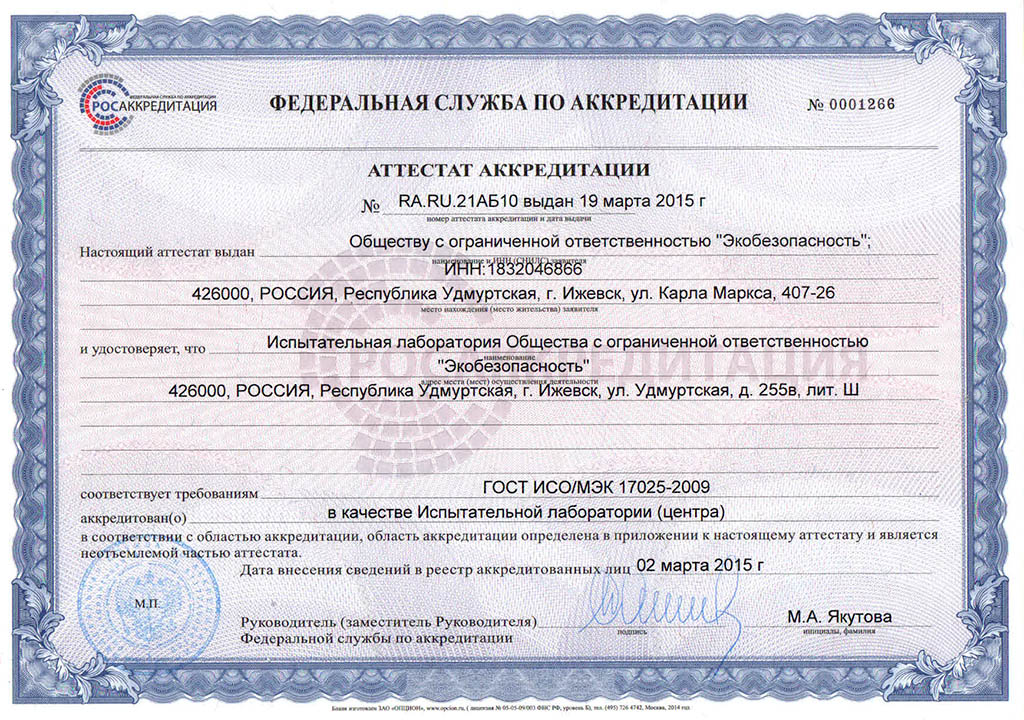 ФЕДЕРАЛЬНАЯ СЛУЖБА ПО АККРЕДИТАЦИИ
РОСАККРЕДИТАЦИЯ
ФЕДЕРАЛЬНАЯ СЛУЖБА ПО АККРЕДИТАЦИИ
№ 0001266
АТТЕСТАТ АККРЕДИТАЦИИ
№ RA.RU.21АБ10 выдан 19 марта 2015 г
номер аттестата аккредитации и дата выдачи
Настоящий аттестат выдан Обществу с ограниченной ответственностью "Экобезопасность";
наименование и ИНН (СНИЛС) заявителя
ИНН:1832046866
426000, РОССИЯ, Республика Удмуртская, г. Ижевск, ул. Карла Маркса, 407-26
место нахождения (место жительства) заявителя
РОСАККРЕДИТАЦИЯ
и удостоверяет, что Испытательная лаборатория Общества с ограниченной ответственностью
наименование
"Экобезопасность"
адрес места (мест) осуществления деятельности
426000, РОССИЯ, Республика Удмуртская, г. Ижевск, ул. Удмуртская, д. 255в, лит. Ш
соответствует требованиям ГОСТ ИСО/МЭК 17025-2009
аккредитован(о) в качестве Испытательной лаборатории (центра)
в соответствии с областью аккредитации, область аккредитации определена в приложении к настоящему аттестату и является
неотъемлемой частью аттестата.
Дата внесения сведений в реестр аккредитованных лиц 02 марта 2015 г
М.П.
Руководитель (заместитель Руководителя)
Федеральной службы по аккредитации
подпись
М.А. Якутова
инициалы, фамилия
Бланк изготовлен ЗАО «ОПЦИОН», www.opcion.ru, ( лицензия № 05-05-09/003 ФНС РФ, уровень Б), тел. (495) 726 4742, Москва, 2014 год